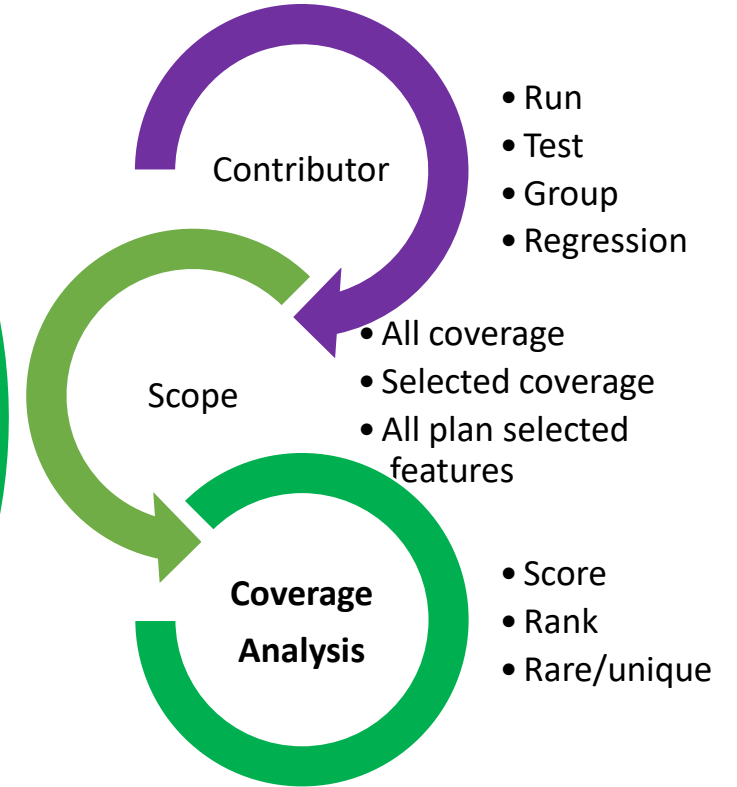 Contributor
• Run
• Test
• Group
• Regression
Scope
• All coverage
• Selected coverage
• All plan selected
features
Coverage
Analysis
• Score
• Rank
• Rare/unique